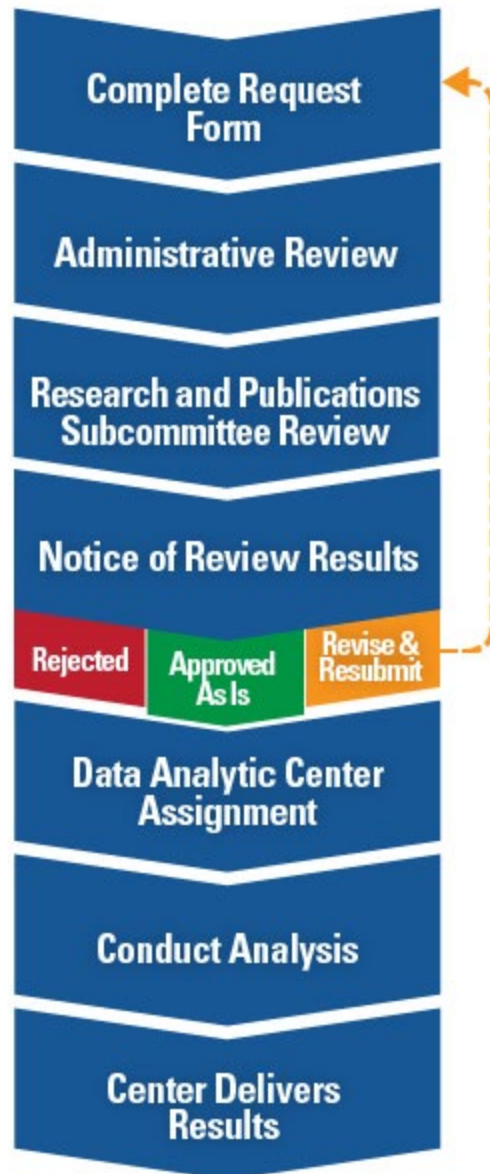 Complete Request
Form
Administrative Review
Research and Publications
Subcommittee Review
Notice of Review Results
Rejected
Approved
As Is
Revise &
Resubmit
Data Analytic Center
Assignment
Conduct Analysis
Center Delivers
Results